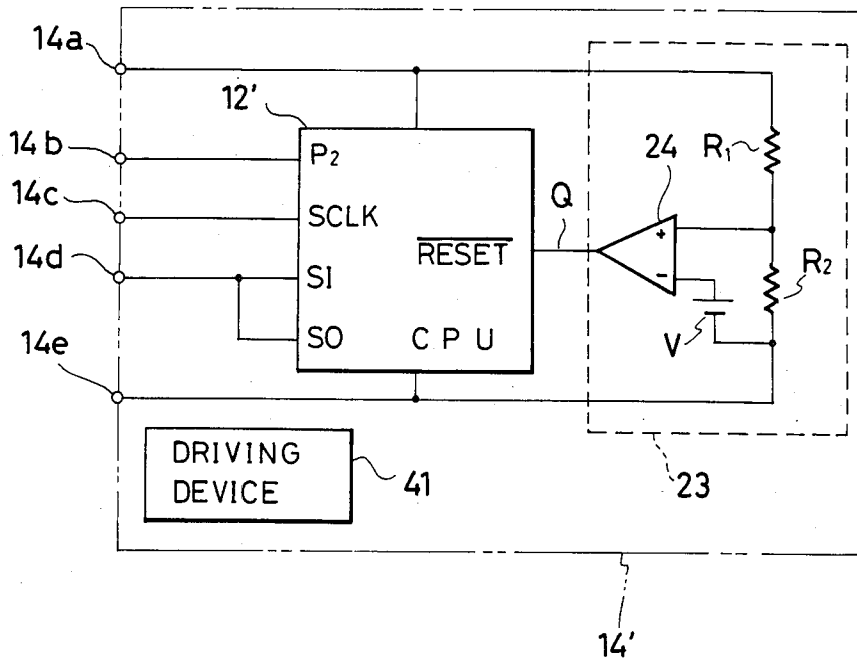 14a
12'
14b
P2
R1
24
14c
SCLK
Q
+
RESET
14d
SI
-
R2
SO
CPU
V
14e
DRIVING
DEVICE
41
23
14'